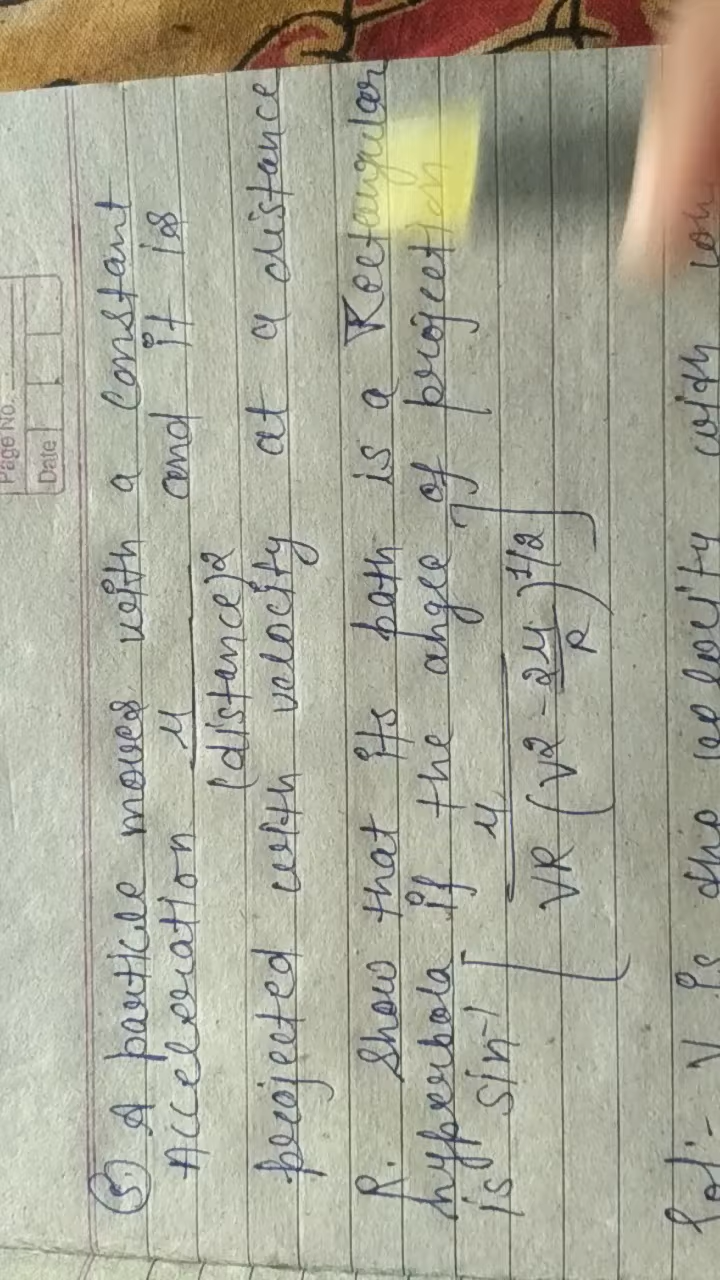 Page No.
Date
(5.) A particle moves with a constant
Acceleration μ/(distance)2 and it is
projected with velocity at a distance
R. Show that its path is a Rectangular
hyperbola if the angle of projection
is sin-1 [μ/VR (V2 - 2μ/R)1/2]
Sol:- V is the velocity with